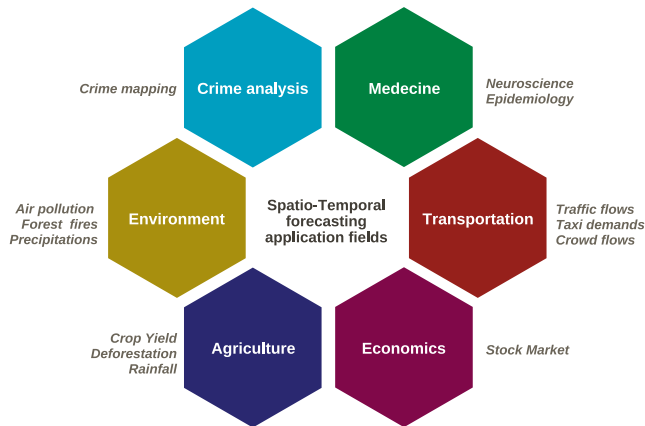 Crime mapping
Crime analysis
Medecine
Neuroscience
Epidemiology
Air pollution
Forest fires
Precipitations
Environment
Spatio-Temporal
forecasting
application fields
Transportation
Traffic flows
Taxi demands
Crowd flows
Crop Yield
Deforestation
Rainfall
Agriculture
Economics
Stock Market